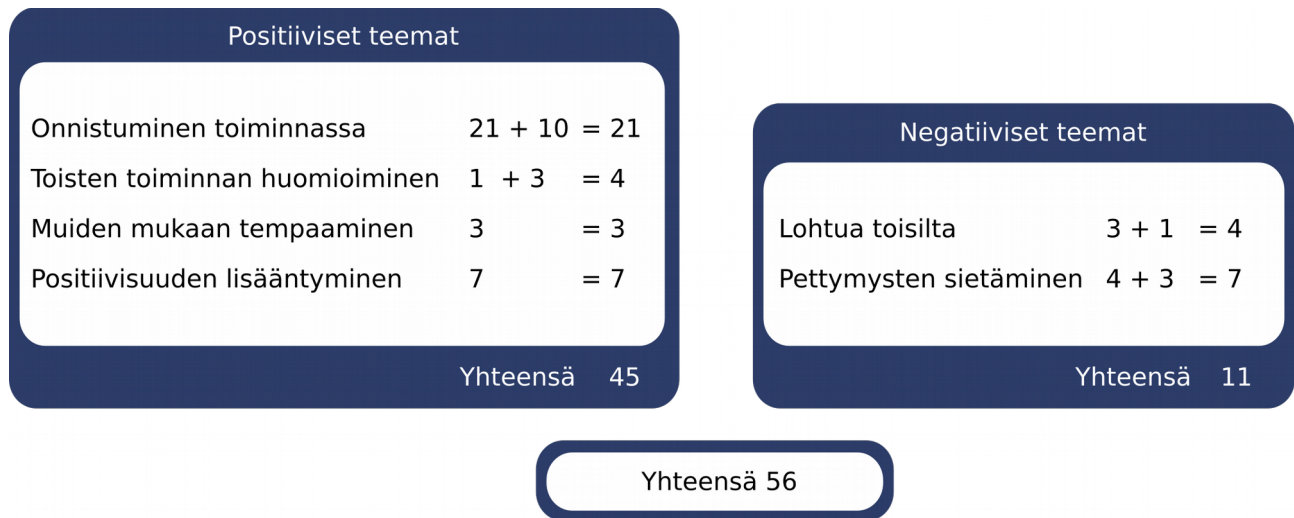 Positiiviset teemat
Onnistuminen toiminnassa 21 + 10 = 21
Toisten toiminnan huomioiminen 1 + 3 = 4
Muiden mukaan tempaaminen 3 = 3
Positiivisuuden lisääntyminen 7 = 7
Yhteensä 45
Negatiiviset teemat
Lohtua toisilta 3 + 1 = 4
Pettymysten sietäminen 4 + 3 = 7
Yhteensä 11
Yhteensä 56